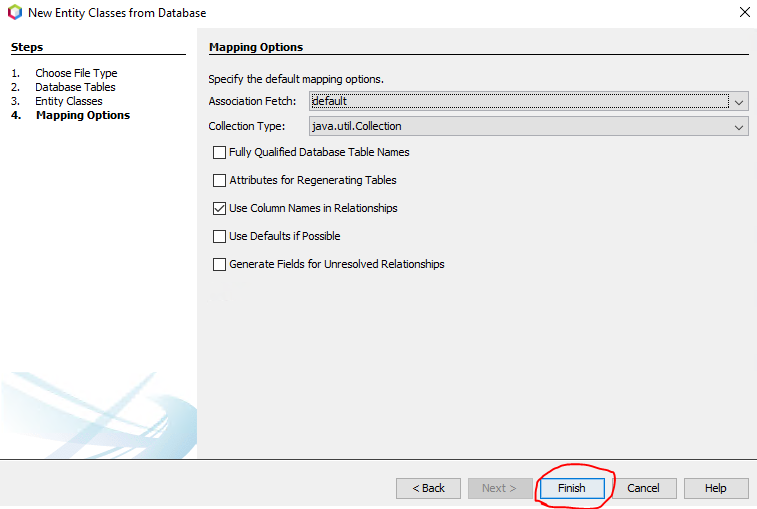 New Entity Classes from Database
Steps
1. Choose File Type
2. Database Tables
3. Entity Classes
4. Mapping Options
Mapping Options
Specify the default mapping options.
Association Fetch: default
Collection Type: java.util.Collection
Fully Qualified Database Table Names
Attributes for Regenerating Tables
Use Column Names in Relationships
Use Defaults if Possible
Generate Fields for Unresolved Relationships
< Back Next > Finish Cancel Help